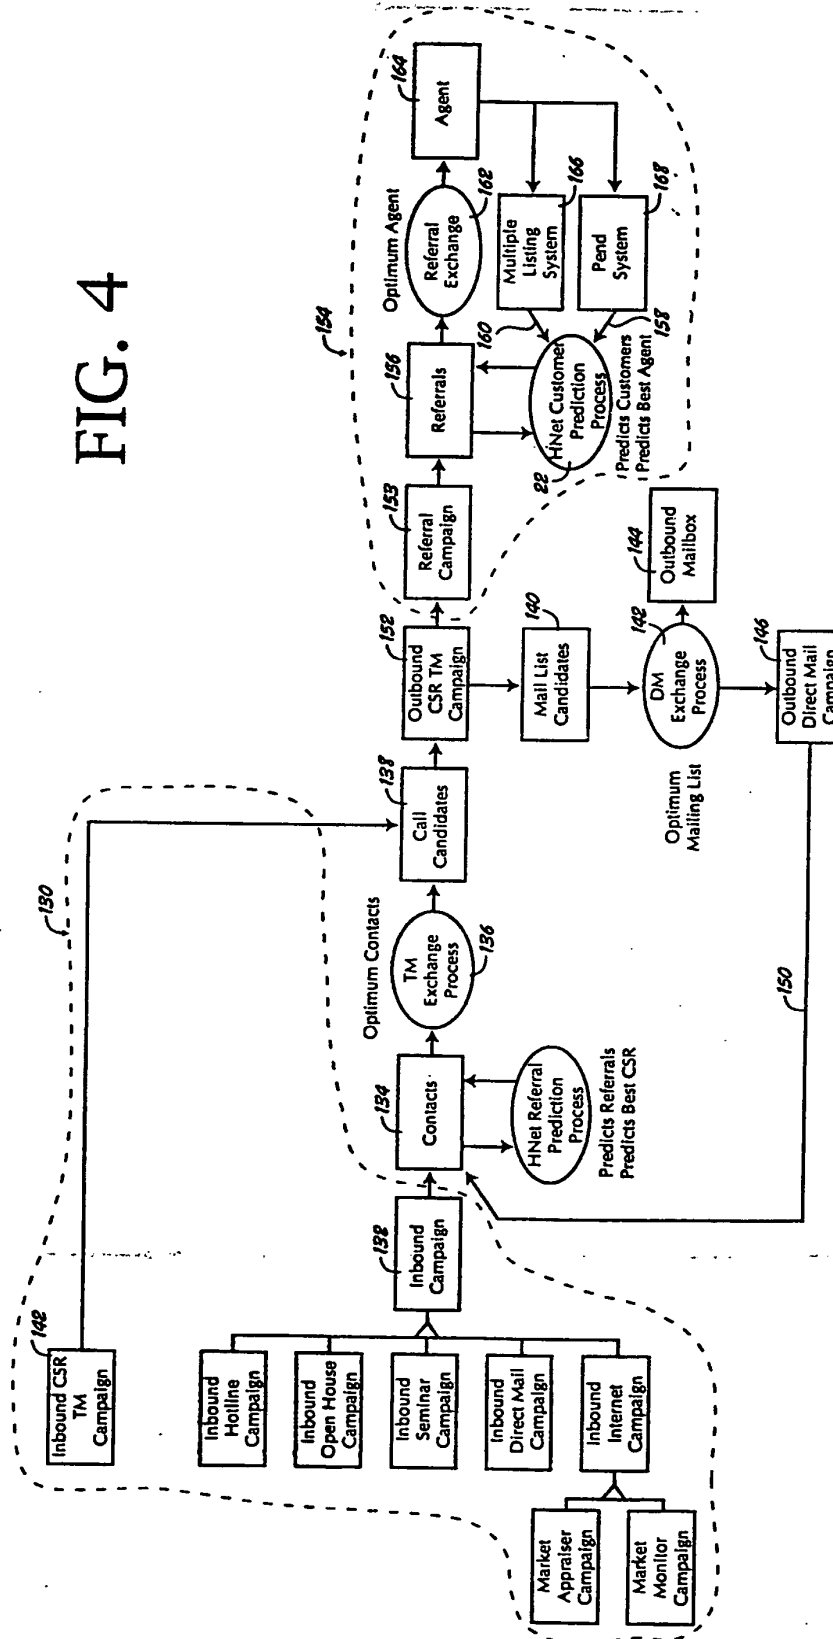 FIG. 4
130
142
Inbound CSR
TM
Campaign
Inbound
Hotline
Campaign
Inbound
Open House
Campaign
Inbound
Seminar
Campaign
Inbound
Direct Mail
Campaign
Inbound
Internet
Campaign
Market
Appraiser
Campaign
Market
Monitor
Campaign
132
Inbound
Campaign
134
Contacts
HNet Referral
Prediction
Process
Predicts Referrals
Predicts Best CSR
Optimum Contacts
TM
Exchange
Process
136
138
Call
Candidates
152
Outbound
CSR TM
Campaign
140
Mail List
Candidates
142
DM
Exchange
Process
Optimum
Mailing List
144
Outbound
Mailbox
146
Outbound
Direct Mail
Campaign
150
154
153
Referral
Campaign
156
Referrals
Optimum Agent
Referral
Exchange
162
164
Agent
Multiple
Listing
System
166
Pend
System
168
160
158
HNet Customer
Prediction
Process
22
Predicts Customers
Predicts Best Agent